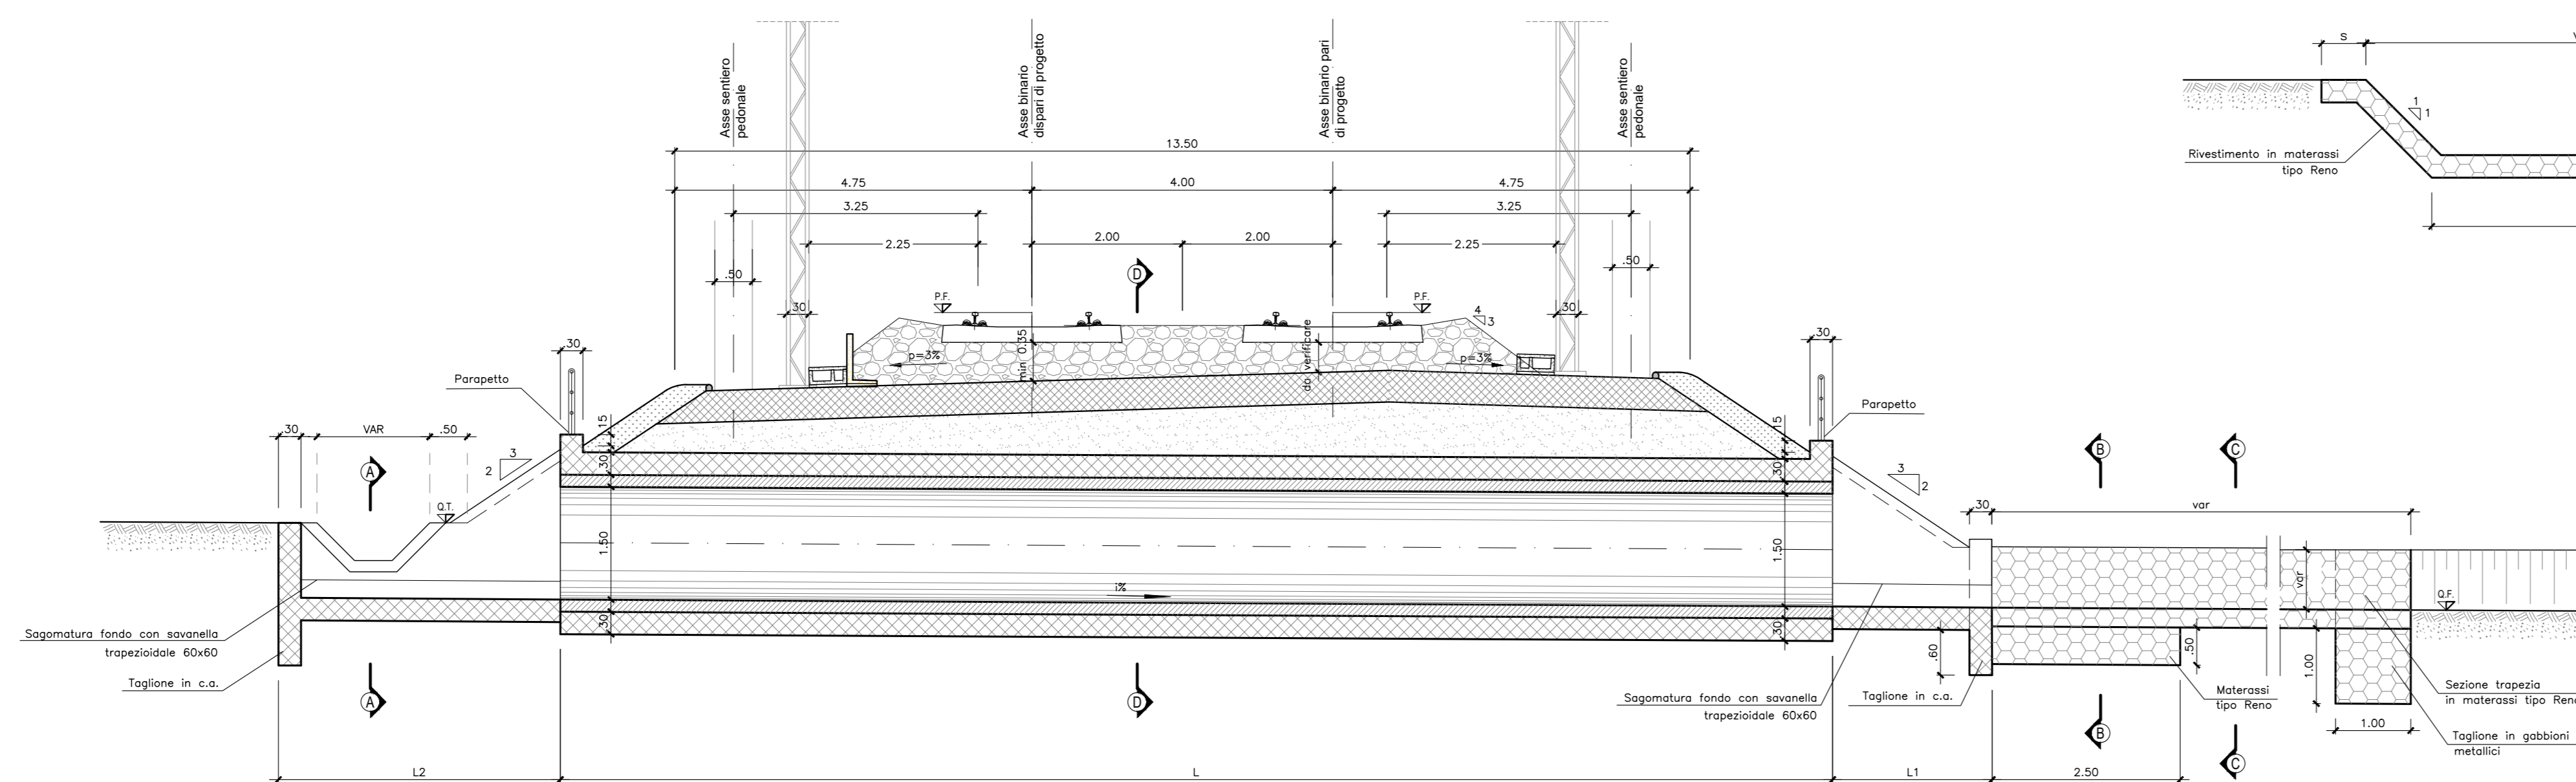 Asse sentiero
pedonale
Asse binario
dispari di progetto
Asse binario pari
di progetto
Asse sentiero
pedonale
S
1
1
Rivestimento in materassi
tipo Reno
13.50
4.75
4.00
4.75
3.25
3.25
2.25
2.00
2.00
2.25
.50
D
.50
.30
P.F.
P.F.
4
3
.30
.30
p=3%
min 0.35
da verificare
p=3%
.30
Parapetto
Parapetto
.30
VAR
.50
.15
.15
A
3
2
.30
.30
3
2
B
C
Q.T.
.30
var
1.50
1.50
i%
var
Q.F.
.30
.30
Sagomatura fondo con savanella
trapezioidale 60x60
.60
.50
1.00
Taglione in c.a.
A
D
Sagomatura fondo con savanella
trapezioidale 60x60
Taglione in c.a.
Materassi
tipo Reno
Sezione trapezia
in materassi tipo Reno
1.00
B
Taglione in gabbioni
metallici
C
L2
L
L1
2.50